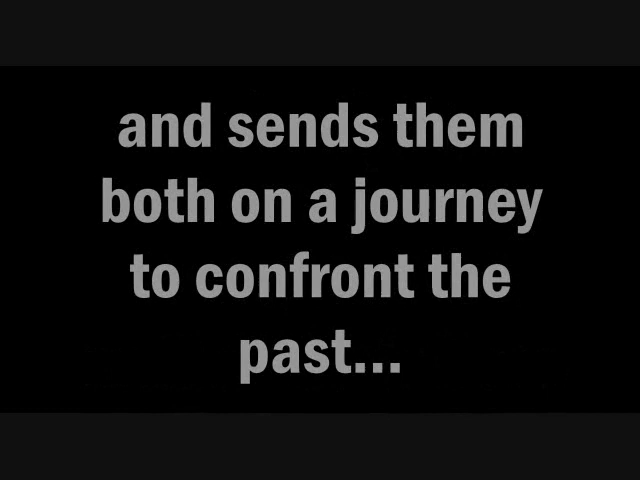 and sends them
both on a journey
to confront the
past...